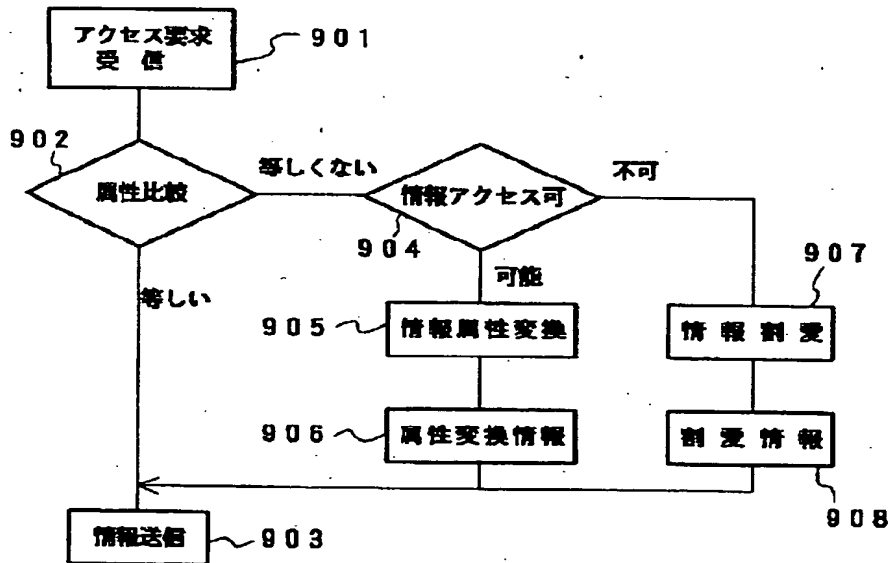 アクセス要求
受信
901
902
属性比較
等しくない
情報アクセス可
不可
904
907
等しい
可能
905
情報属性変換
情報割愛
906
属性変換情報
割愛情報
908
情報送信
903